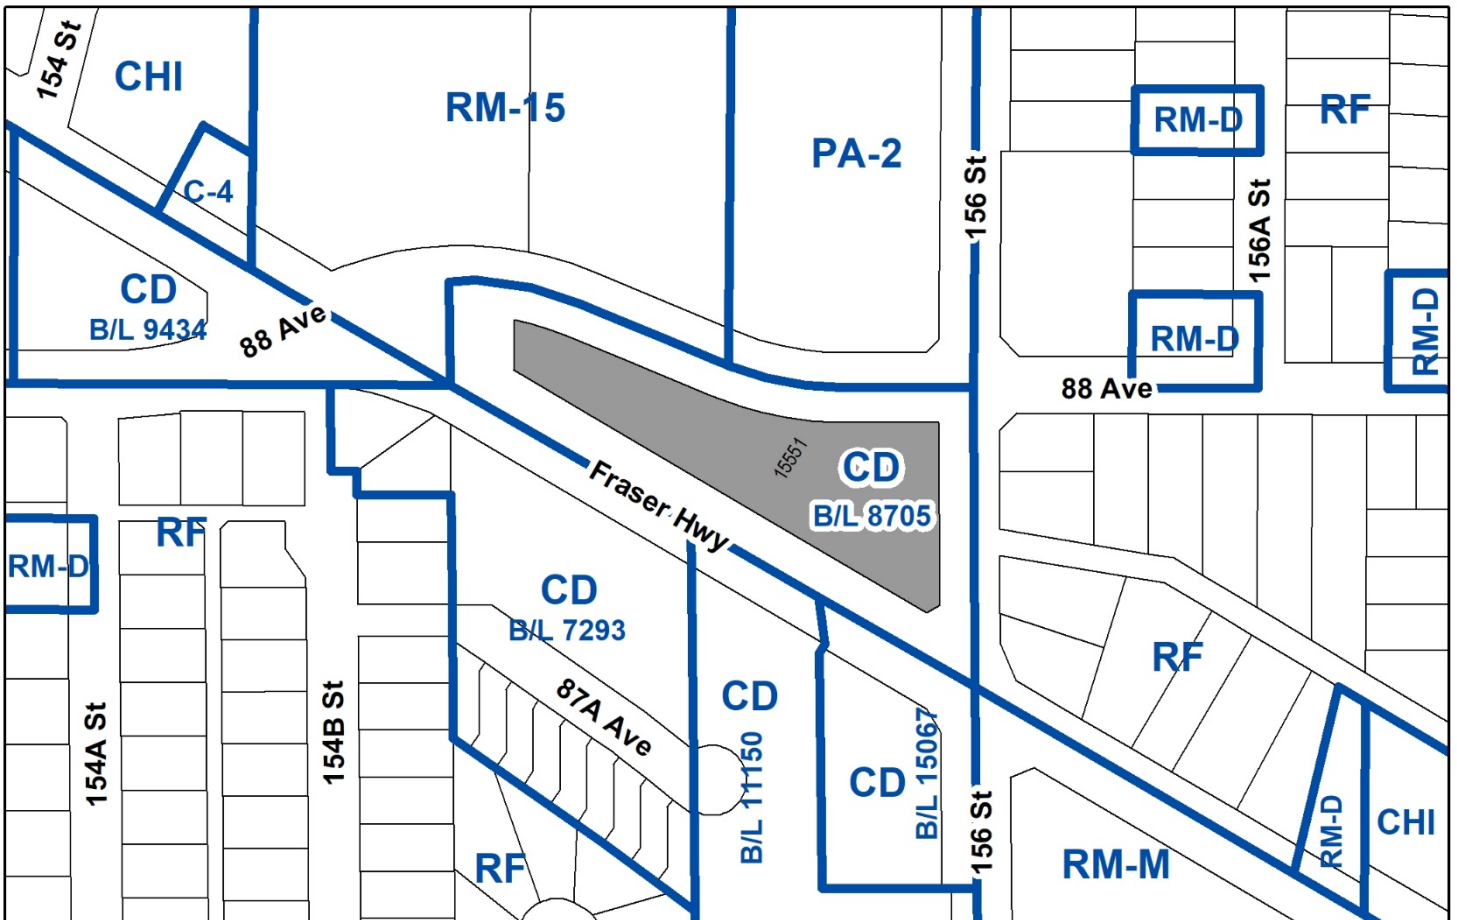 154 St
CHI
RM-15
PA-2
156 St
RM-D
RF
C-4
156A St
CD
B/L 9434
88 Ave
RM-D
RM-D
88 Ave
15551
CD
B/L 8705
Fraser Hwy
RF
RM-D
CD
B/L 7293
RF
87A Ave
CD
B/L 11150
CD
B/L 15067
154A St
154B St
156 St
RM-D
CHI
RF
RM-M